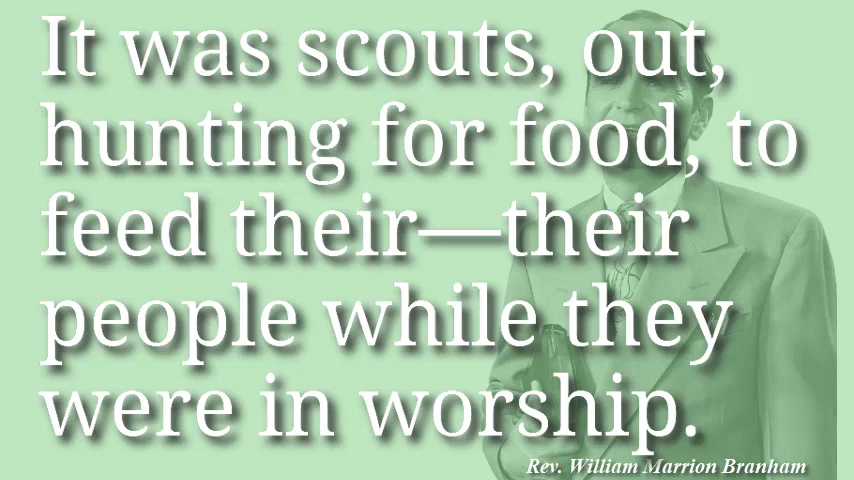 It was scouts, out,
hunting for food, to
feed their—their
people while they
were in worship.
Rev. William Marrion Branham